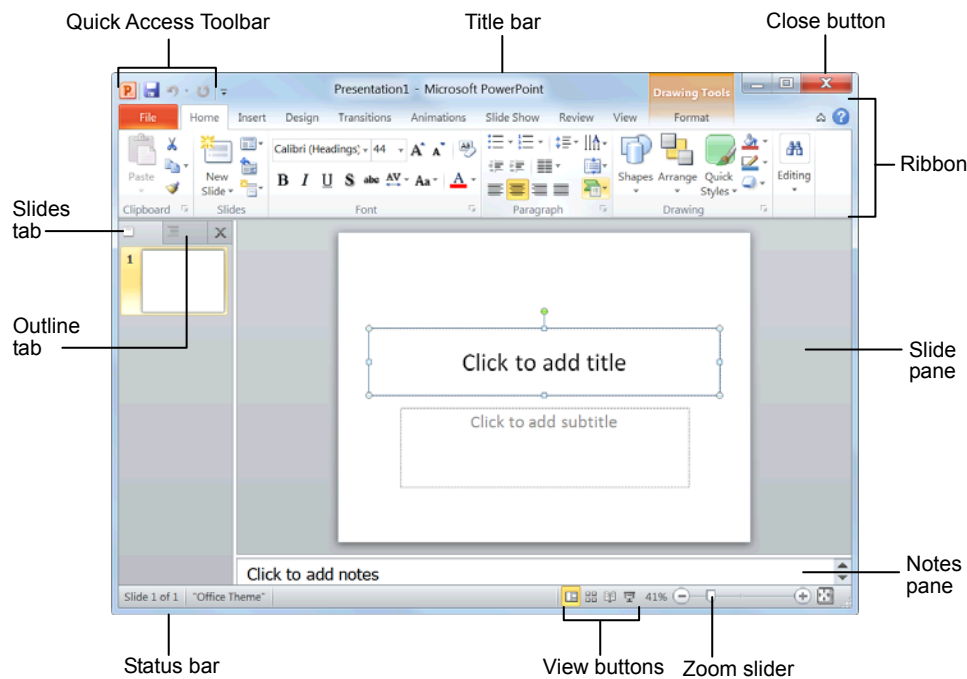 Quick Access Toolbar
Title bar
Close button
Presentation1 - Microsoft PowerPoint
Drawing Tools
File Home Insert Design Transitions Animations Slide Show Review View Format
Paste
New
Slide
Calibri (Headings) 44
B I U S abc AV Aa A
Shapes Arrange Quick
Styles
Editing
Clipboard Slides Font Paragraph Drawing
Ribbon
Slides
tab
1
Outline
tab
Click to add title
Click to add subtitle
Slide
pane
Click to add notes
Notes
pane
Slide 1 of 1 "Office Theme" 41%
Status bar
View buttons
Zoom slider